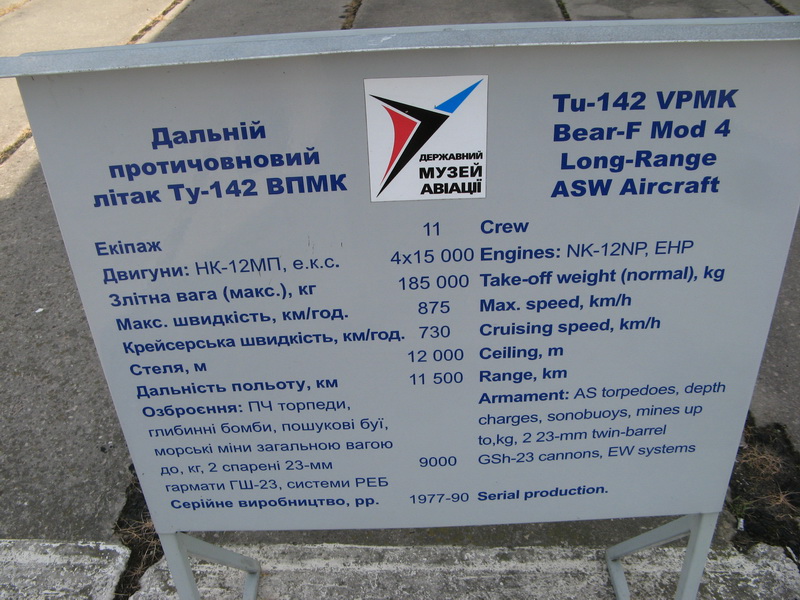 Дальній
протичовновий
літак Ту-142 ВПМК
ДЕРЖАВНИЙ
МУЗЕЙ
АВІАЦІЇ
Tu-142 VPMK
Bear-F Mod 4
Long-Range
ASW Aircraft
Екіпаж 11 Crew
Двигуни: НК-12МП, е.к.с. 4x15 000 Engines: NK-12NP, EHP
Злітна вага (макс.), кг 185 000 Take-off weight (normal), kg
Макс. швидкість, км/год. 875 Max. speed, km/h
Крейсерська швидкість, км/год. 730 Cruising speed, km/h
Стеля, м 12 000 Ceiling, m
Дальність польоту, км 11 500 Range, km
Озброєння: ПЧ торпеди,
глибинні бомби, пошукові буї,
морські міни загальною вагою
до, кг, 2 спарені 23-мм
гармати ГШ-23, системи РЕБ
9000
Armament: AS torpedoes, depth
charges, sonobuoys, mines up
to,kg, 2 23-mm twin-barrel
GSh-23 cannons, EW systems
Серійне виробництво, рр. 1977-90 Serial production.